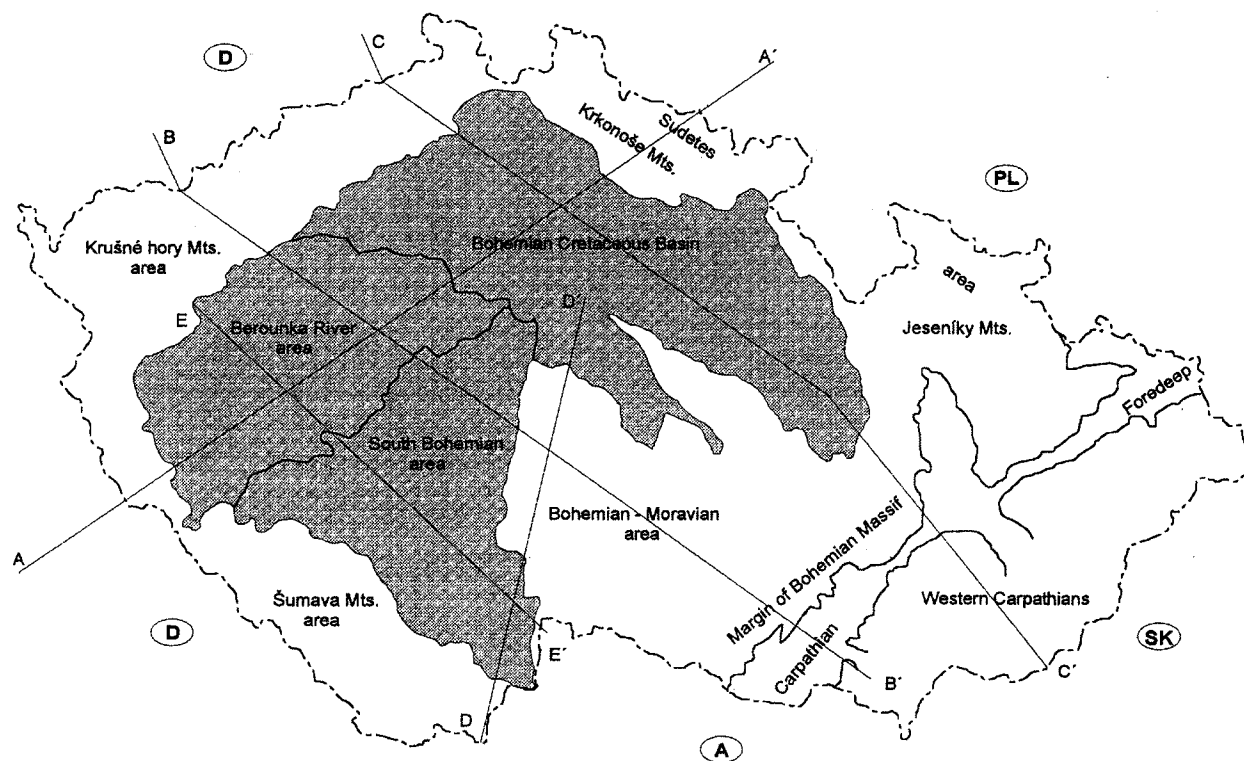 D
C
A´
B
Sudetes
Krkonoše Mts.
PL
Krušné hory Mts.
area
Bohemian Cretaceous Basin
area
D´
E
Berounka River
area
Jeseníky Mts.
Foredeep
South Bohemian
area
Bohemian - Moravian
area
A
Margin of Bohemian Massif
Šumava Mts.
area
Western Carpathians
D
SK
E´
Carpathian
B´
C´
D
A